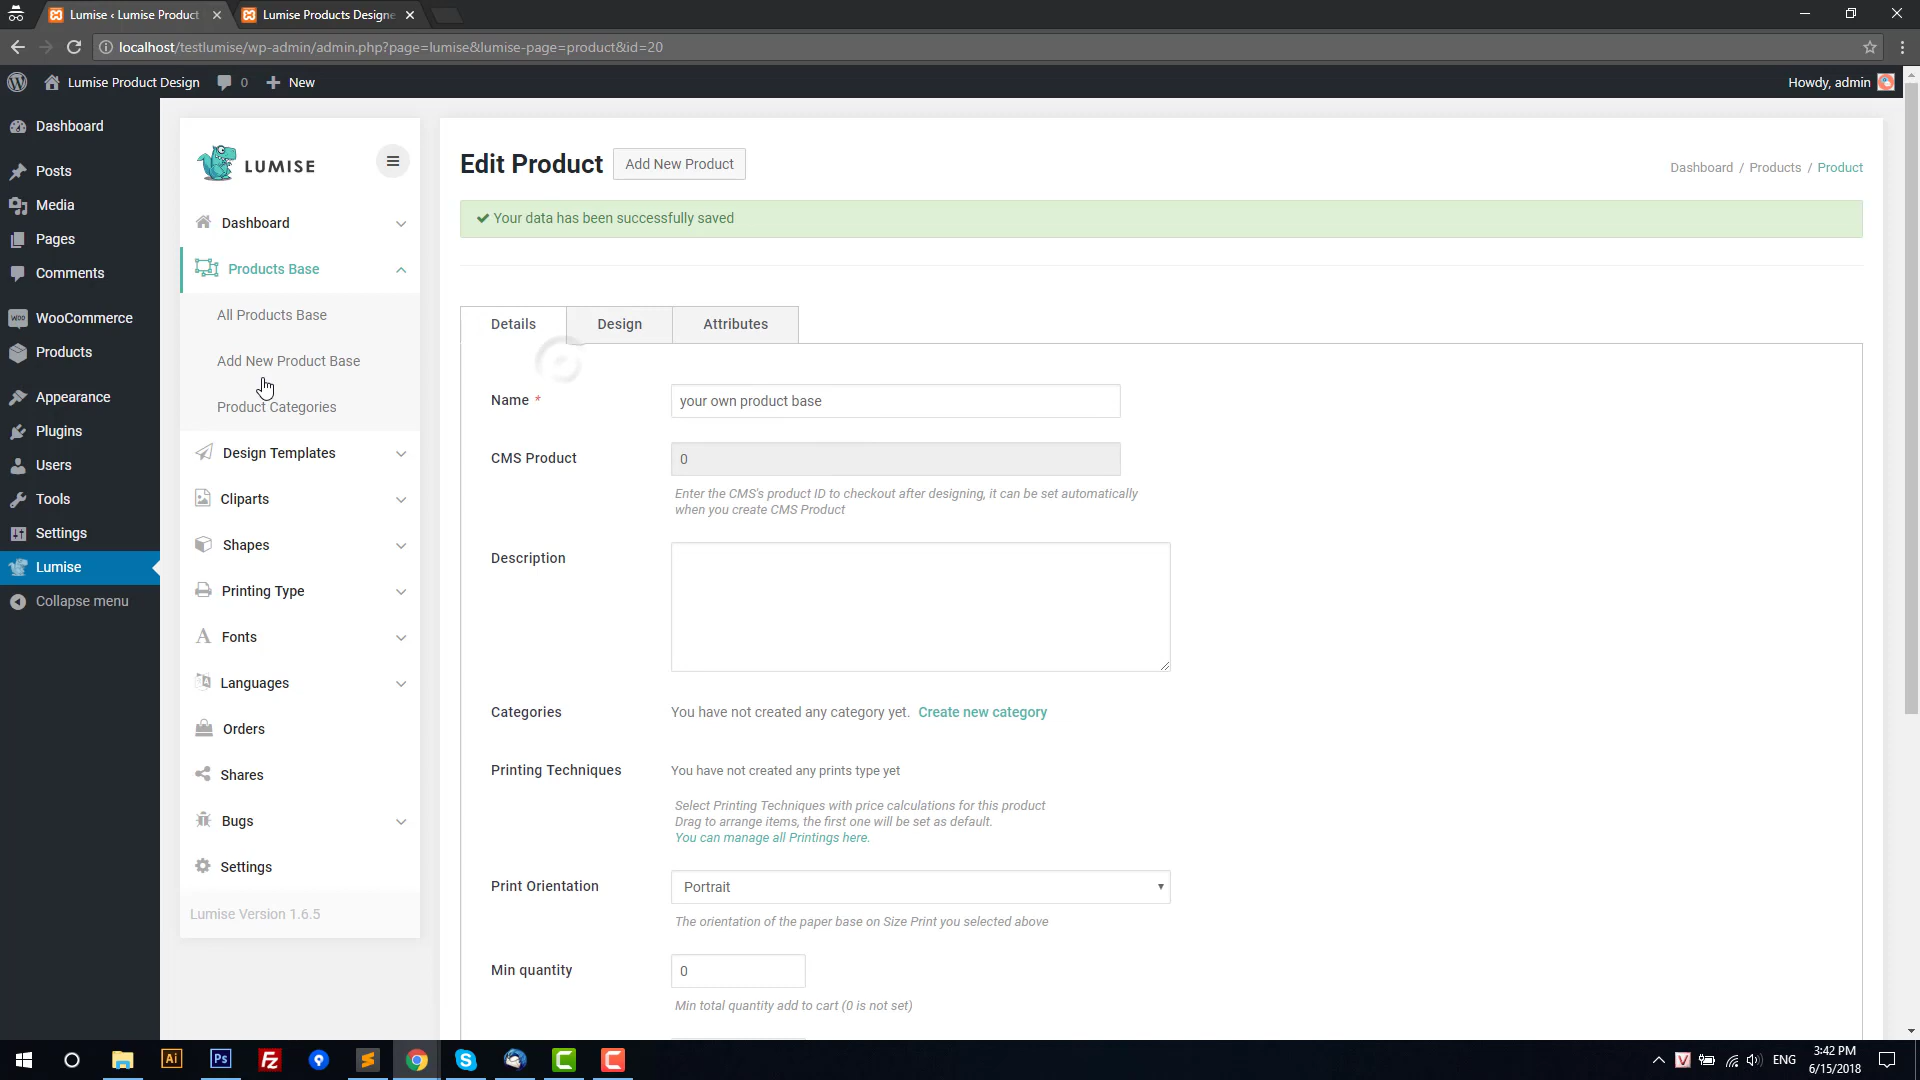 Lumise ‹ Lumise Product
Lumise Products Designe
localhost/testlumise/wp-admin/admin.php?page=lumise&lumise-page=product&id=20
Lumise Product Design
0
New
Howdy, admin
Dashboard
Posts
Media
Pages
Comments
WooCommerce
Products
Appearance
Plugins
Users
Tools
Settings
Lumise
Collapse menu
LUMISE
Dashboard
Products Base
All Products Base
Add New Product Base
Product Categories
Design Templates
Cliparts
Shapes
Printing Type
Fonts
Languages
Orders
Shares
Bugs
Settings
Lumise Version 1.6.5
Edit Product
Add New Product
Dashboard / Products / Product
Your data has been successfully saved
Details
Design
Attributes
Name *
your own product base
CMS Product
0
Enter the CMS's product ID to checkout after designing, it can be set automatically
when you create CMS Product
Description
Categories
You have not created any category yet. Create new category
Printing Techniques
You have not created any prints type yet
Select Printing Techniques with price calculations for this product
Drag to arrange items, the first one will be set as default.
You can manage all Printings here.
Print Orientation
Portrait
The orientation of the paper base on Size Print you selected above
Min quantity
0
Min total quantity add to cart (0 is not set)
Ai
Ps
Fz
ENG
3:42 PM
6/15/2018